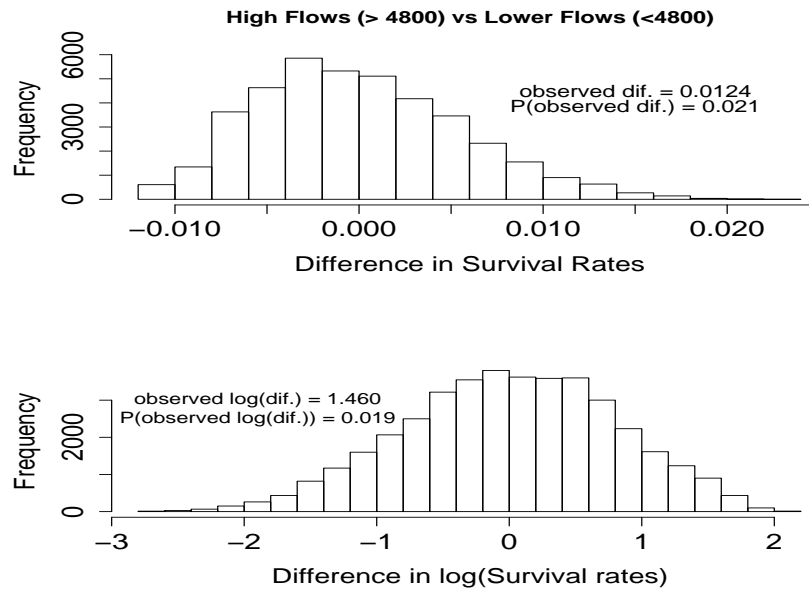 High Flows (> 4800) vs Lower Flows (<4800)
Frequency
6000
3000
0
observed dif. = 0.0124
P(observed dif.) = 0.021
−0.010 0.000 0.010 0.020
Difference in Survival Rates
Frequency
2000
0
observed log(dif.) = 1.460
P(observed log(dif.)) = 0.019
−3 −2 −1 0 1 2
Difference in log(Survival rates)